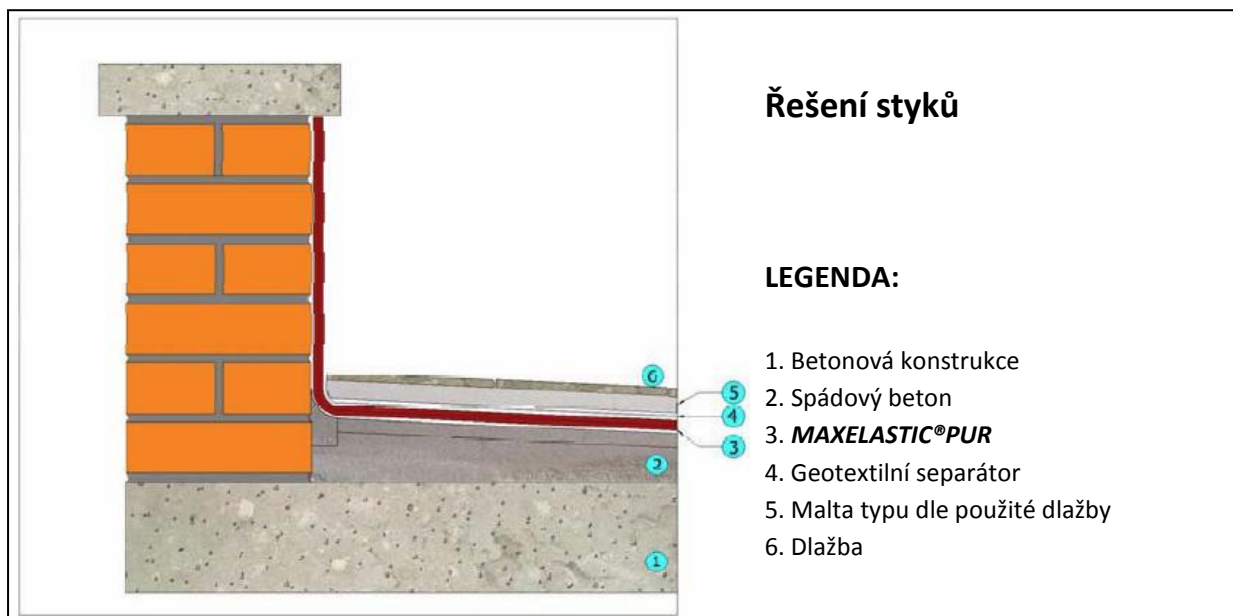 Řešení styků
LEGENDA:
1. Betonová konstrukce
2. Spádový beton
3. MAXELASTIC®PUR
4. Geotextilní separátor
5. Malta typu dle použité dlažby
6. Dlažba
6
5
4
3
2
1